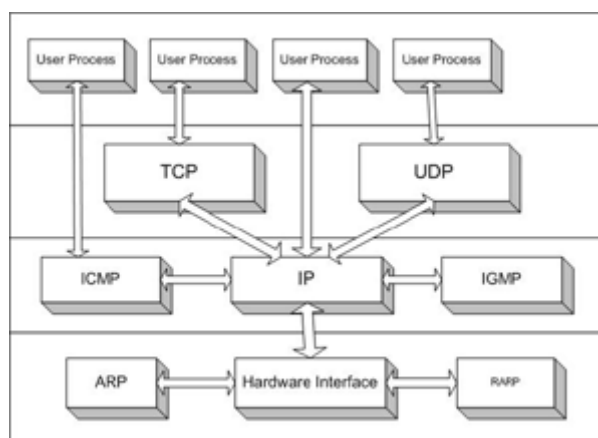 User Process
User Process
User Process
User Process
TCP
UDP
ICMP
IP
IGMP
ARP
Hardware Interface
RARP